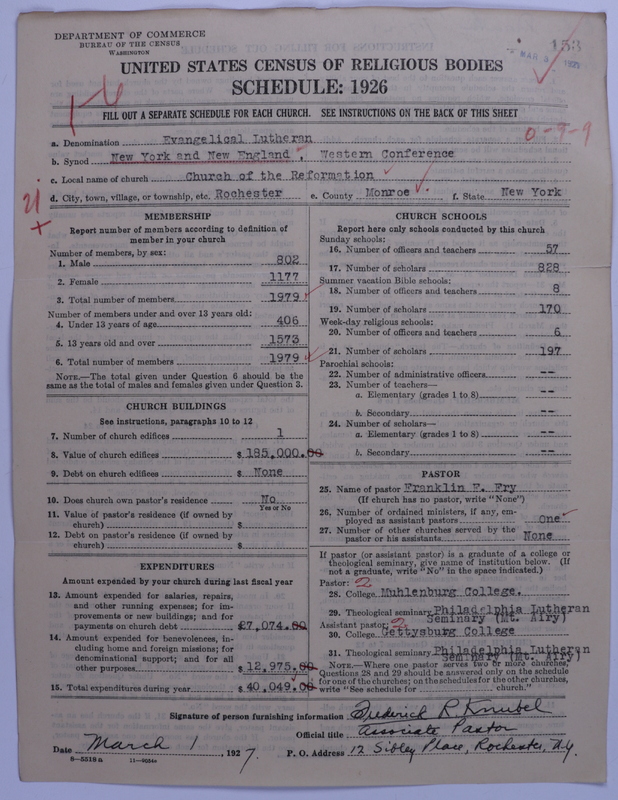 DEPARTMENT OF COMMERCE
BUREAU OF THE CENSUS
WASHINGTON
153
MAR 3 1927
UNITED STATES CENSUS OF RELIGIOUS BODIES
SCHEDULE: 1926
FILL OUT A SEPARATE SCHEDULE FOR EACH CHURCH. SEE INSTRUCTIONS ON THE BACK OF THIS SHEET
0-9-9
a. Denomination Evangelical Lutheran
b. Synod New York and New England, Western Conference
c. Local name of church Church of the Reformation
d. City, town, village, or township, etc. Rochester e. County Monroe f. State New York
MEMBERSHIP
Report number of members according to definition of
member in your church
Number of members, by sex:
1. Male 802
2. Female 1177
3. Total number of members 1979
Number of members under and over 13 years old:
4. Under 13 years of age 406
5. 13 years old and over 1573
6. Total number of members 1979
NOTE.—The total given under Question 6 should be the
same as the total of males and females given under Question 3.
CHURCH BUILDINGS
See instructions, paragraphs 10 to 12
7. Number of church edifices 1
8. Value of church edifices $ 185,000.00
9. Debt on church edifices $ None
10. Does church own pastor's residence No
Yes or No
11. Value of pastor's residence (if owned by
church) $
12. Debt on pastor's residence (if owned by
church) $
EXPENDITURES
Amount expended by your church during last fiscal year
13. Amount expended for salaries, repairs,
and other running expenses; for im-
provements or new buildings; and for
payments on church debt $27,074.00
14. Amount expended for benevolences, in-
cluding home and foreign missions; for
denominational support; and for all
other purposes $ 12,975.00
15. Total expenditures during year $ 40,049.00
CHURCH SCHOOLS
Report here only schools conducted by this church
Sunday schools:
16. Number of officers and teachers 57
17. Number of scholars 828
Summer vacation Bible schools:
18. Number of officers and teachers 8
19. Number of scholars 170
Week-day religious schools:
20. Number of officers and teachers 6
21. Number of scholars 197
Parochial schools:
22. Number of administrative officers --
23. Number of teachers—
a. Elementary (grades 1 to 8) --
b. Secondary --
24. Number of scholars—
a. Elementary (grades 1 to 8) --
b. Secondary --
PASTOR
25. Name of pastor Franklin F. Fry
(If church has no pastor, write "None")
26. Number of ordained ministers, if any, em-
ployed as assistant pastors One
27. Number of other churches served by the
pastor or his assistants None
If pastor (or assistant pastor) is a graduate of a college or
theological seminary, give name of institution below. (If
not a graduate, write "No" in the space indicated.)
Pastor: 2
28. College Muhlenburg College.
29. Theological seminary Philadelphia Lutheran
Seminary (Mt. Airy)
Assistant pastor: 2
30. College Gettysburg College
31. Theological seminary Philadelphia Lutheran
Seminary (Mt. Airy)
NOTE.—Where one pastor serves two or more churches,
Questions 28 and 29 should be answered only on the schedule
for one of the churches; on the schedules for the other churches,
write "See schedule for church."
Signature of person furnishing information Frederick R. Knubel
Official title Associate Pastor
Date March 1, 1927. P. O. Address 12 Sibley Place, Rochester, N.Y.
8-5518a 11-9034a